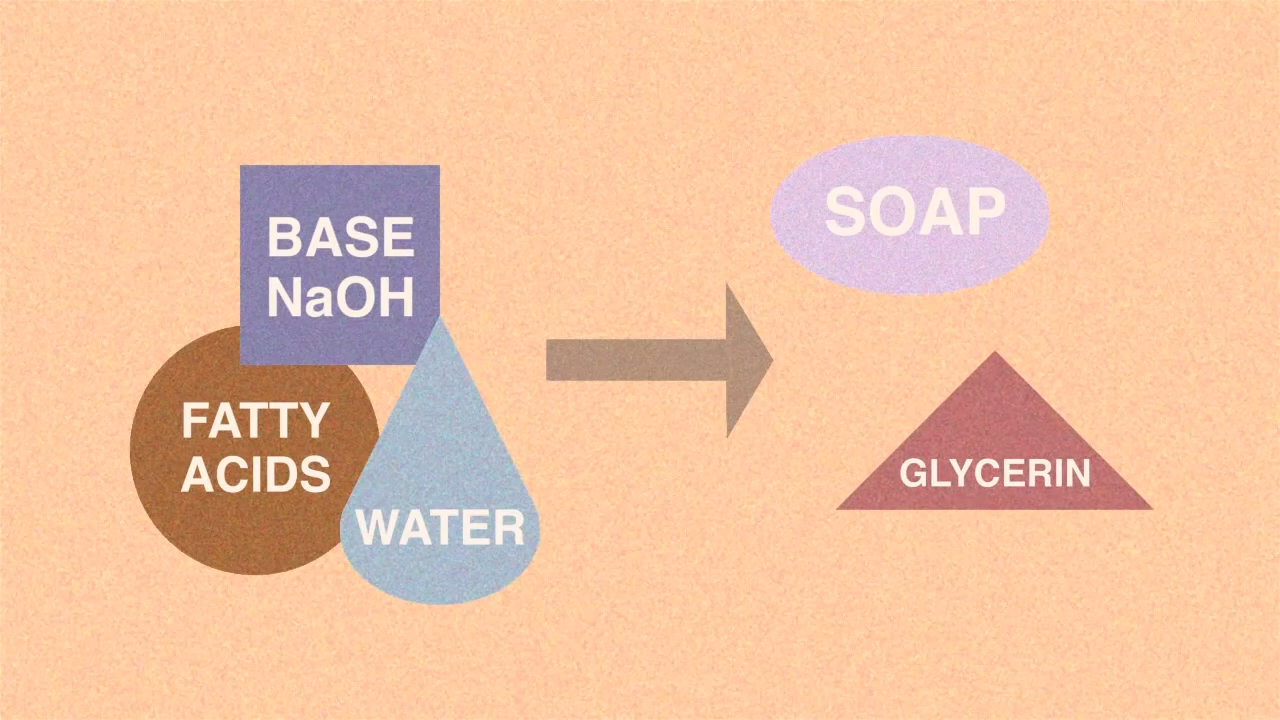 BASE
NaOH
FATTY
ACIDS
WATER
SOAP
GLYCERIN